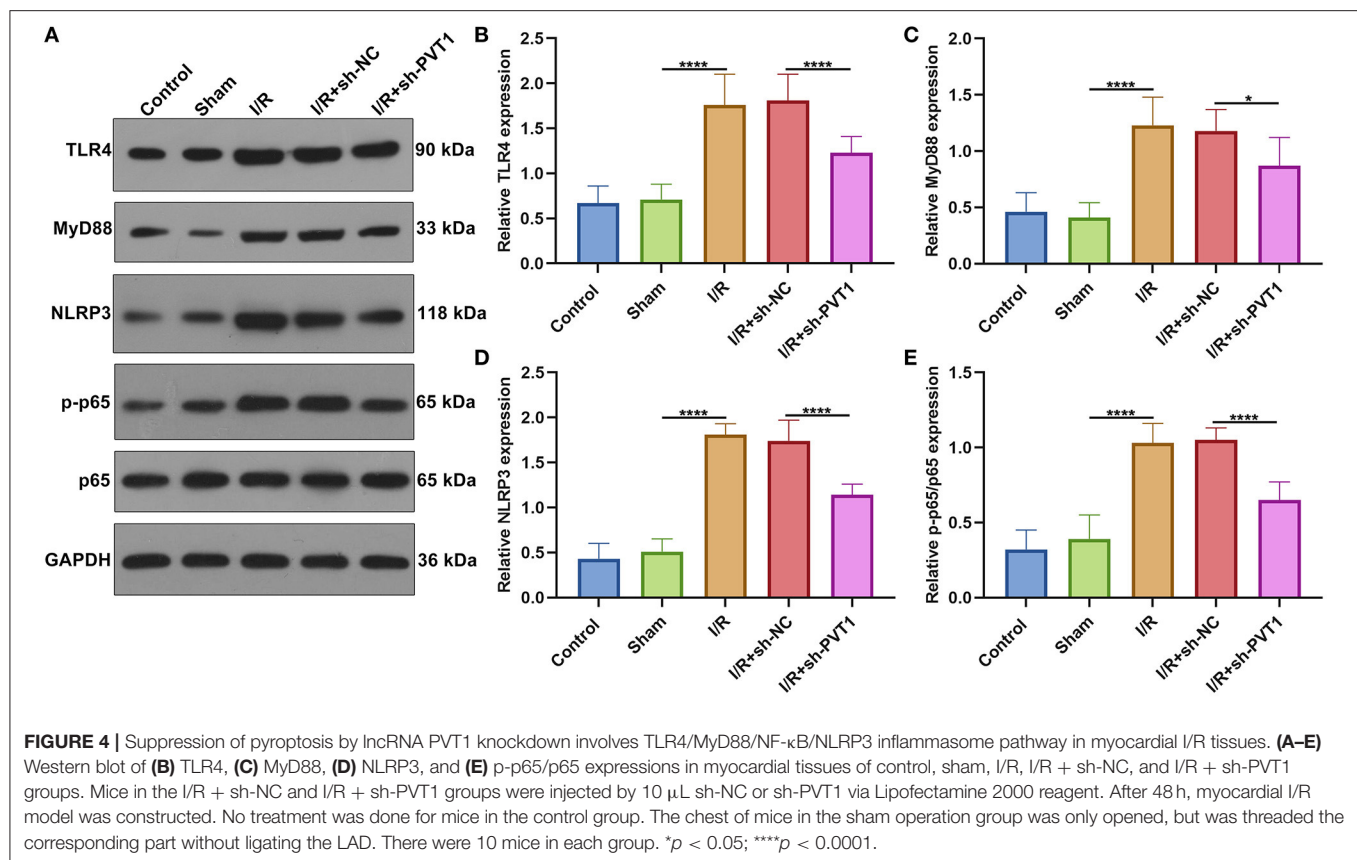 A
Control
Sham
I/R
I/R+sh-NC
I/R+sh-PVT1
TLR4
90 kDa
MyD88
33 kDa
NLRP3
118 kDa
p-p65
65 kDa
p65
65 kDa
GAPDH
36 kDa
B
Relative TLR4 expression
2.5
2.0
1.5
1.0
0.5
0.0
****
****
Control
Sham
I/R
I/R+sh-NC
I/R+sh-PVT1
C
Relative MyD88 expression
2.0
1.5
1.0
0.5
0.0
****
*
Control
Sham
I/R
I/R+sh-NC
I/R+sh-PVT1
D
Relative NLRP3 expression
2.5
2.0
1.5
1.0
0.5
0.0
****
****
Control
Sham
I/R
I/R+sh-NC
I/R+sh-PVT1
E
Relative p-p65/p65 expression
1.5
1.0
0.5
0.0
****
****
Control
Sham
I/R
I/R+sh-NC
I/R+sh-PVT1
FIGURE 4 | Suppression of pyroptosis by lncRNA PVT1 knockdown involves TLR4/MyD88/NF-κB/NLRP3 inflammasome pathway in myocardial I/R tissues. (A–E)
Western blot of (B) TLR4, (C) MyD88, (D) NLRP3, and (E) p-p65/p65 expressions in myocardial tissues of control, sham, I/R, I/R + sh-NC, and I/R + sh-PVT1
groups. Mice in the I/R + sh-NC and I/R + sh-PVT1 groups were injected by 10 μL sh-NC or sh-PVT1 via Lipofectamine 2000 reagent. After 48 h, myocardial I/R
model was constructed. No treatment was done for mice in the control group. The chest of mice in the sham operation group was only opened, but was threaded the
corresponding part without ligating the LAD. There were 10 mice in each group. *p < 0.05; ****p < 0.0001.